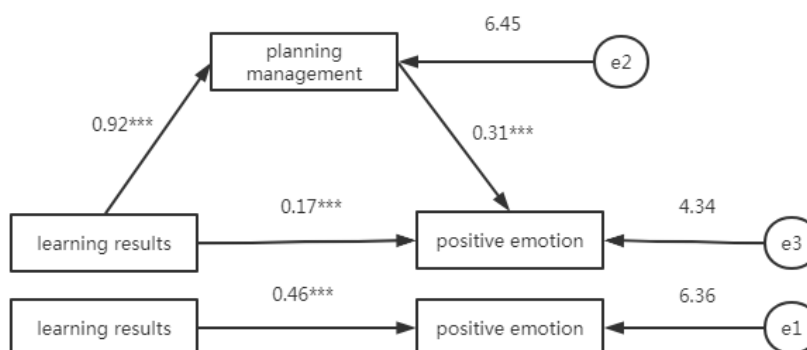 6.45
planning
management
e2
0.92***
0.31***
0.17***
4.34
learning results
positive emotion
e3
0.46***
6.36
learning results
positive emotion
e1